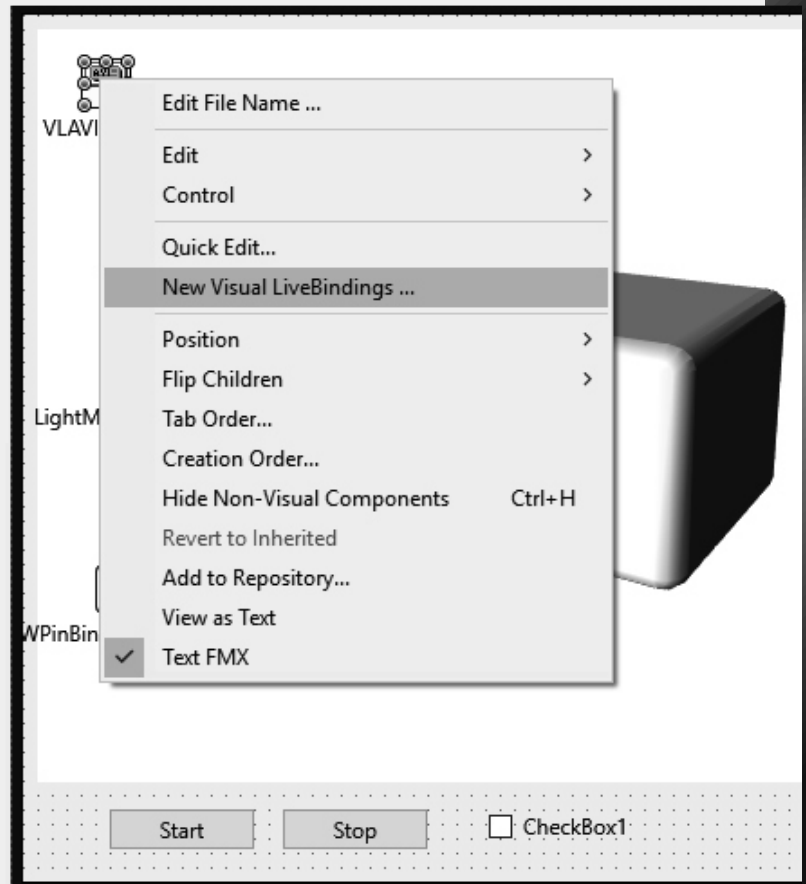 VLAVI
Edit File Name ...
Edit
Control
Quick Edit...
New Visual LiveBindings ...
Position
Flip Children
LightM
Tab Order...
Creation Order...
Hide Non-Visual Components Ctrl+H
Revert to Inherited
Add to Repository...
View as Text
WPinBin
Text FMX
Start
Stop
CheckBox1